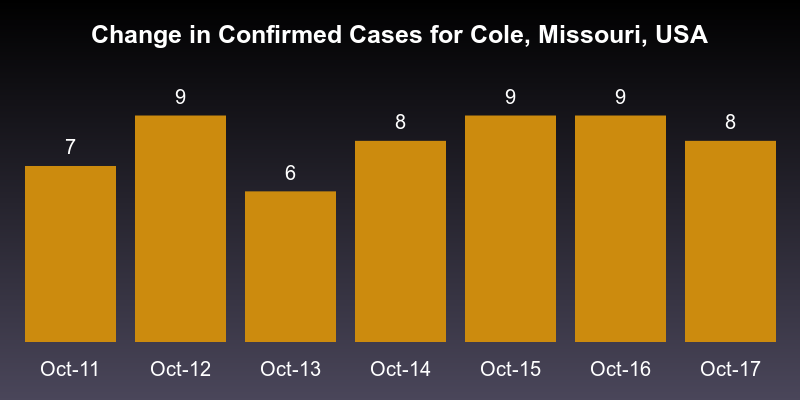 Change in Confirmed Cases for Cole, Missouri, USA
7
9
6
8
9
9
8
Oct-11
Oct-12
Oct-13
Oct-14
Oct-15
Oct-16
Oct-17